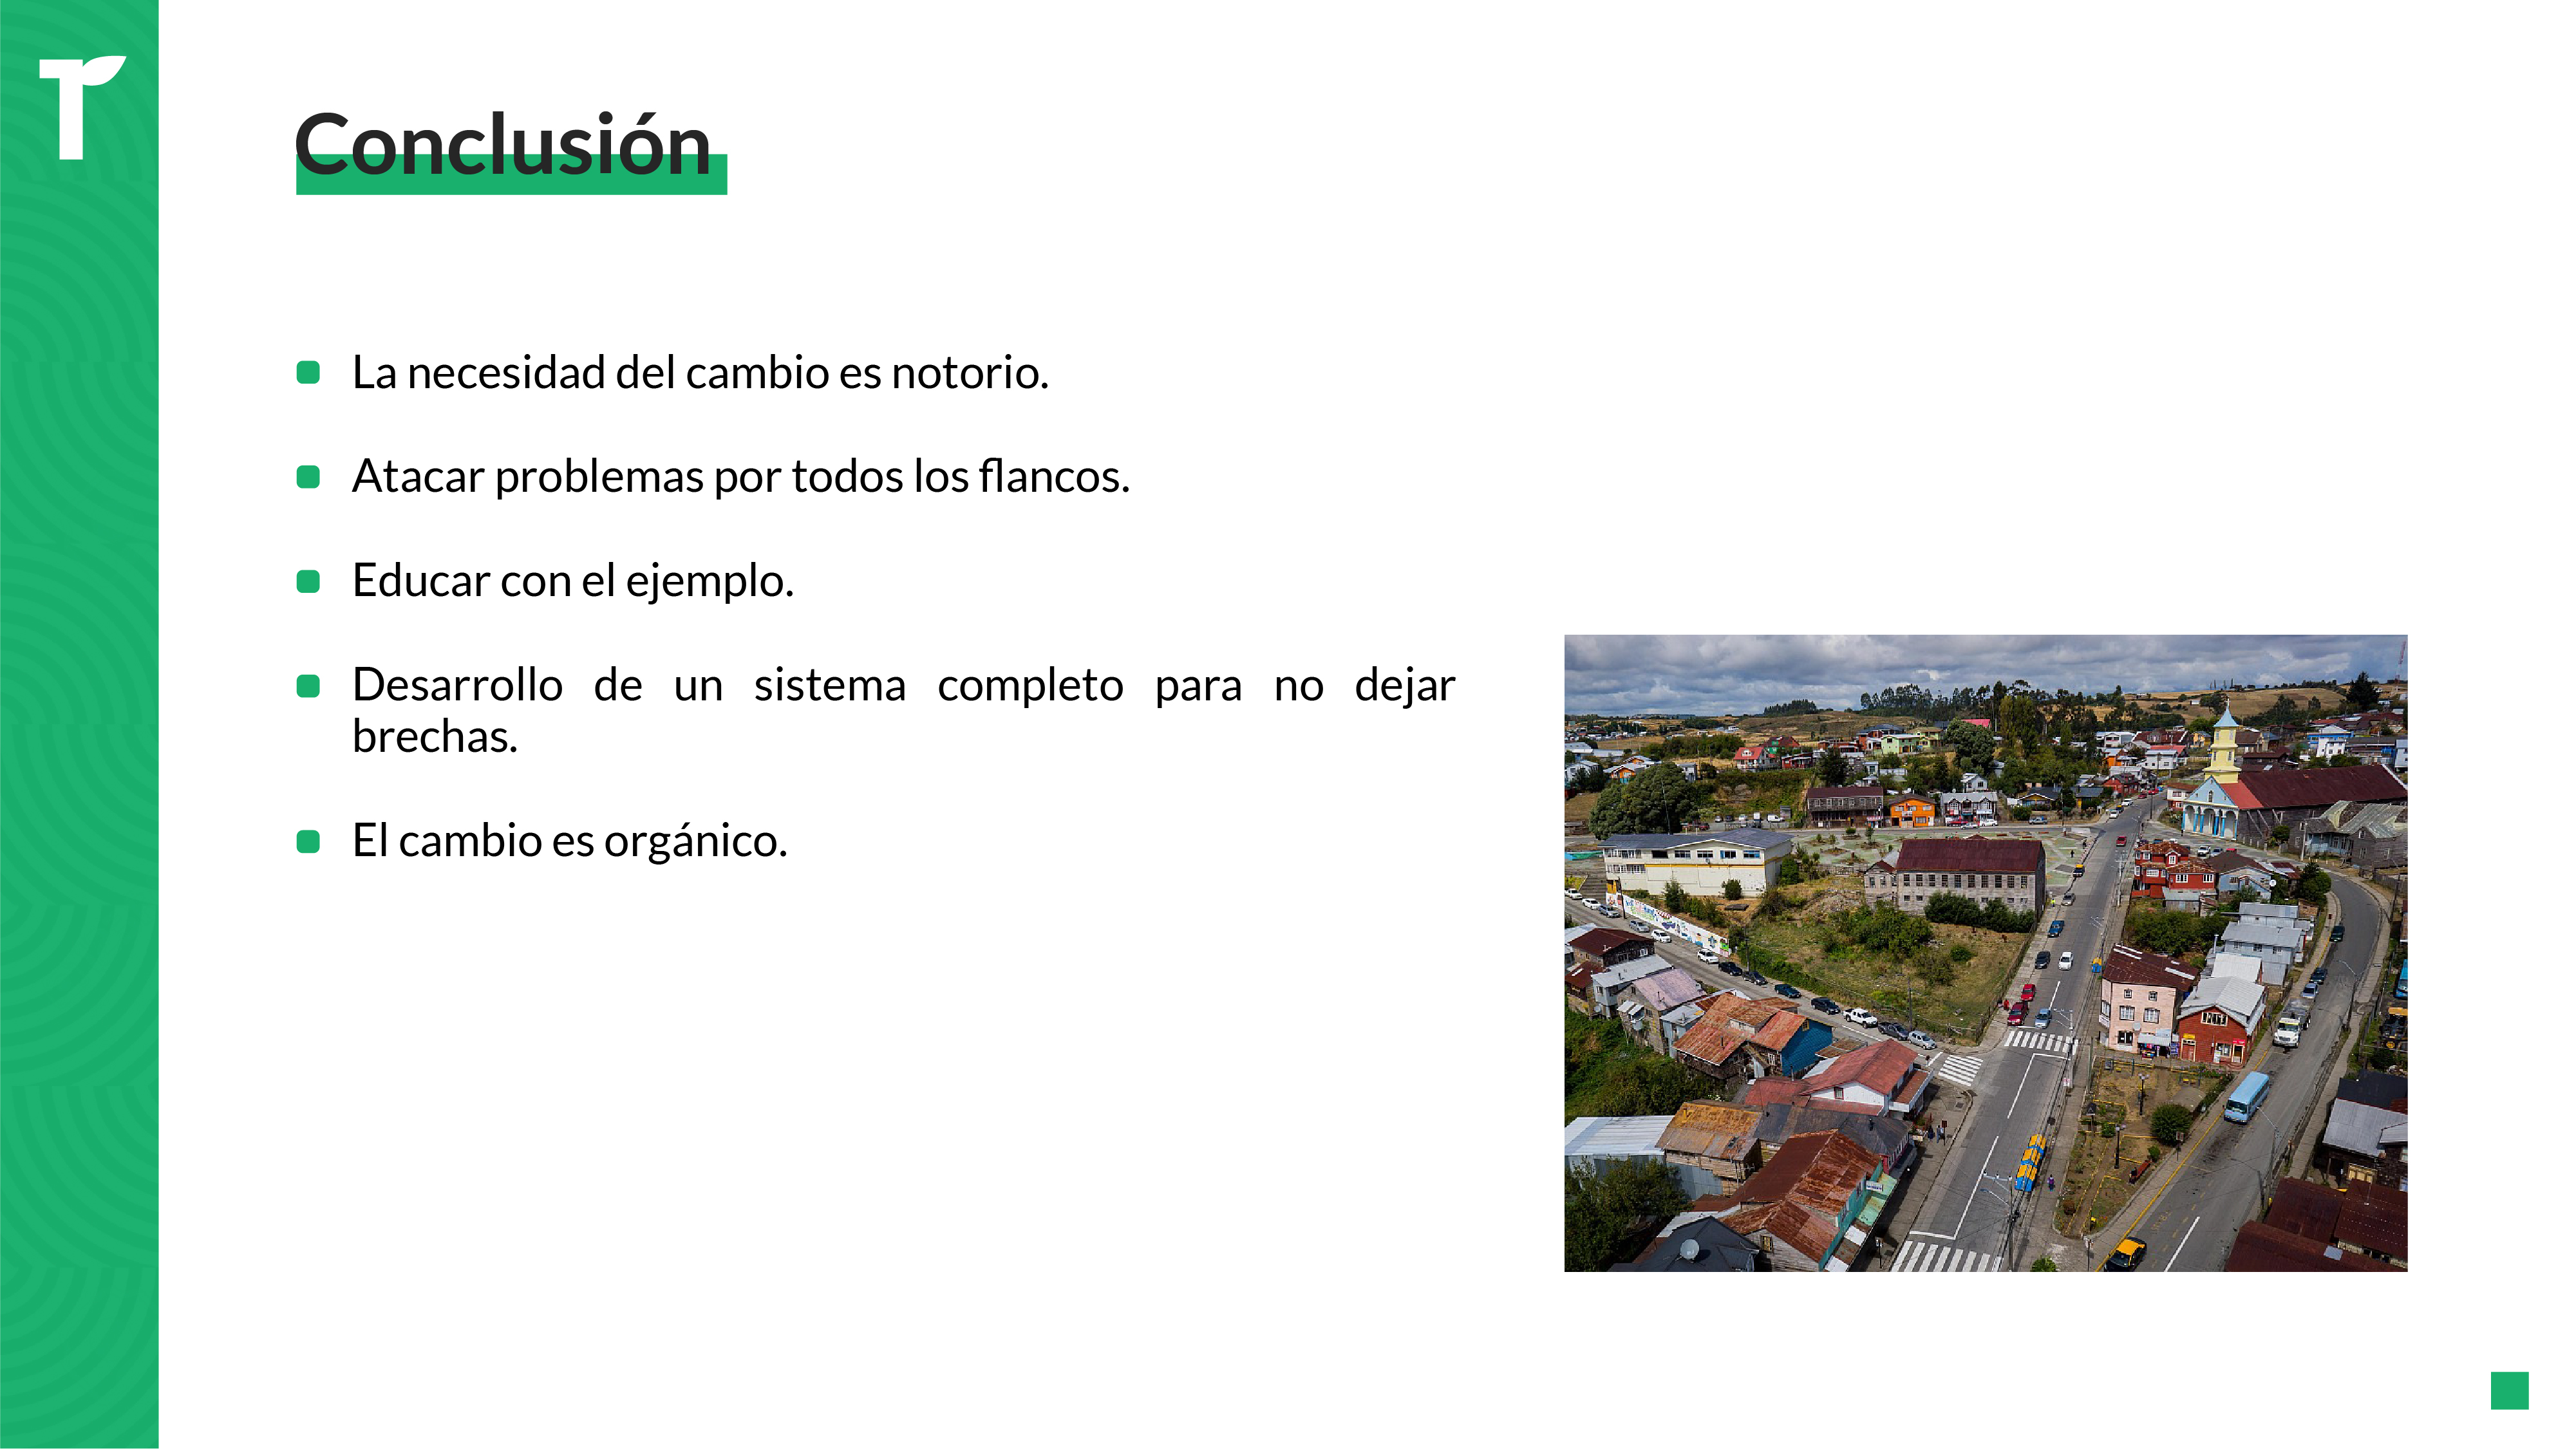 Conclusión
La necesidad del cambio es notorio.
Atacar problemas por todos los flancos.
Educar con el ejemplo.
Desarrollo de un sistema completo para no dejar
brechas.
El cambio es orgánico.